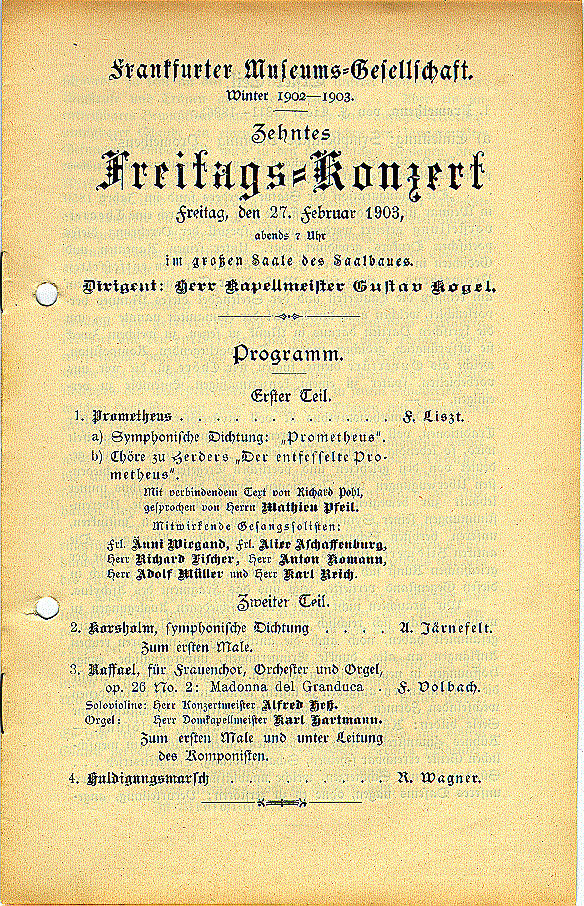 Frankfurter Museums-Gesellschaft.
Winter 1902—1903.
Zehntes
Freitags-Konzert
Freitag, den 27. Februar 1903,
abends 7 Uhr
im großen Saale des Saalbaues.
Dirigent: Herr Kapellmeister Gustav Kogel.
Programm.
Erster Teil.
1. Prometheus . . . . . . . . . . . . F. Liszt.
a) Symphonische Dichtung: „Prometheus".
b) Chöre zu Herders „Der entfesselte Pro-
metheus".
Mit verbindendem Text von Richard Pohl,
gesprochen von Herrn Mathieu Pfeil.
Mitwirkende Gesangssolisten:
Frl. Anni Wiegand, Frl. Alice Aschaffenburg,
Herr Richard Fischer, Herr Anton Komann,
Herr Adolf Müller und Herr Karl Reich.
Zweiter Teil.
2. Korsholm, symphonische Dichtung . . . . A. Järnefelt.
Zum ersten Male.
3. Raffael, für Frauenchor, Orchester und Orgel,
op. 26 No. 2: Madonna del Granduca . F. Volbach.
Solovioline: Herr Konzertmeister Alfred Heß.
Orgel: Herr Domkapellmeister Karl Hartmann.
Zum ersten Male und unter Leitung
des Komponisten.
4. Huldigungsmarsch . . . . . . . . . . R. Wagner.